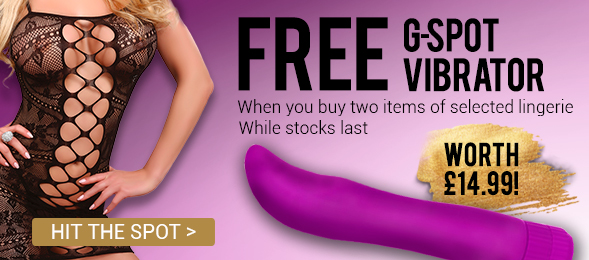 FREE G-SPOT
VIBRATOR
When you buy two items of selected lingerie
While stocks last
WORTH
£14.99!
HIT THE SPOT >